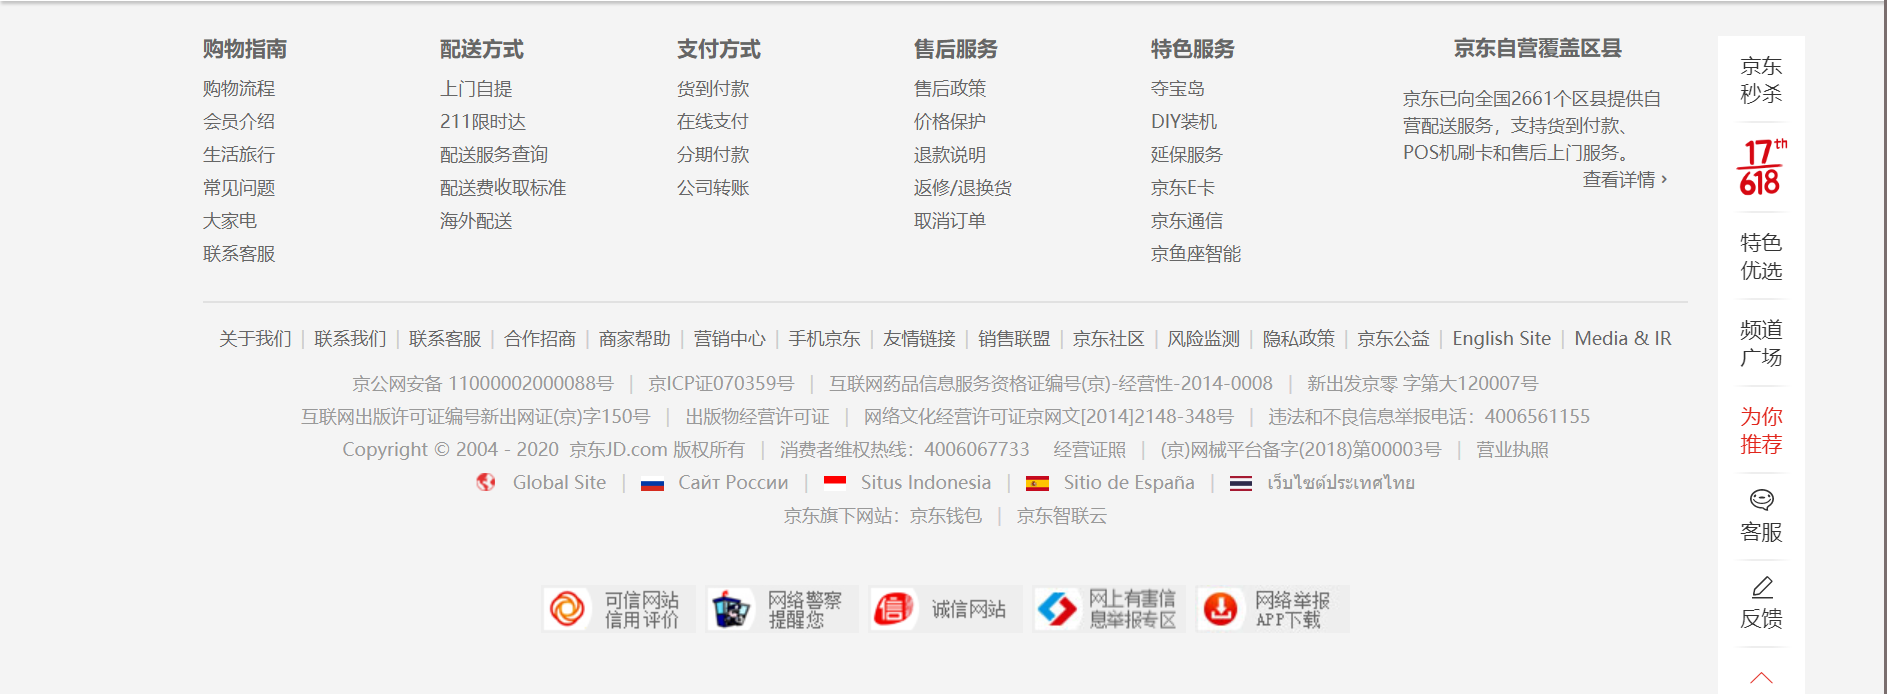 购物指南
购物流程
会员介绍
生活旅行
常见问题
大家电
联系客服
配送方式
上门自提
211限时达
配送服务查询
配送费收取标准
海外配送
支付方式
货到付款
在线支付
分期付款
公司转账
售后服务
售后政策
价格保护
退款说明
返修/退换货
取消订单
特色服务
夺宝岛
DIY装机
延保服务
京东E卡
京东通信
京鱼座智能
京东自营覆盖区县
京东已向全国2661个区县提供自
营配送服务，支持货到付款、
POS机刷卡和售后上门服务。
查看详情 ›
关于我们 | 联系我们 | 联系客服 | 合作招商 | 商家帮助 | 营销中心 | 手机京东 | 友情链接 | 销售联盟 | 京东社区 | 风险监测 | 隐私政策 | 京东公益 | English Site | Media & IR
京公网安备 11000002000088号 | 京ICP证070359号 | 互联网药品信息服务资格证编号(京)-经营性-2014-0008 | 新出发京零 字第大120007号
互联网出版许可证编号新出网证(京)字150号 | 出版物经营许可证 | 网络文化经营许可证京网文[2014]2148-348号 | 违法和不良信息举报电话：4006561155
Copyright © 2004 - 2020 京东JD.com 版权所有 | 消费者维权热线：4006067733 经营证照 | (京)网械平台备字(2018)第00003号 | 营业执照
Global Site | Сайт России | Situs Indonesia | Sitio de España | เว็บไซต์ประเทศไทย
京东旗下网站：京东钱包 | 京东智联云
可信网站
信用评价
网络警察
提醒您
诚信网站
网上有害信
息举报专区
网络举报
APP下载
京东
秒杀
17th
618
特色
优选
频道
广场
为你
推荐
客服
反馈